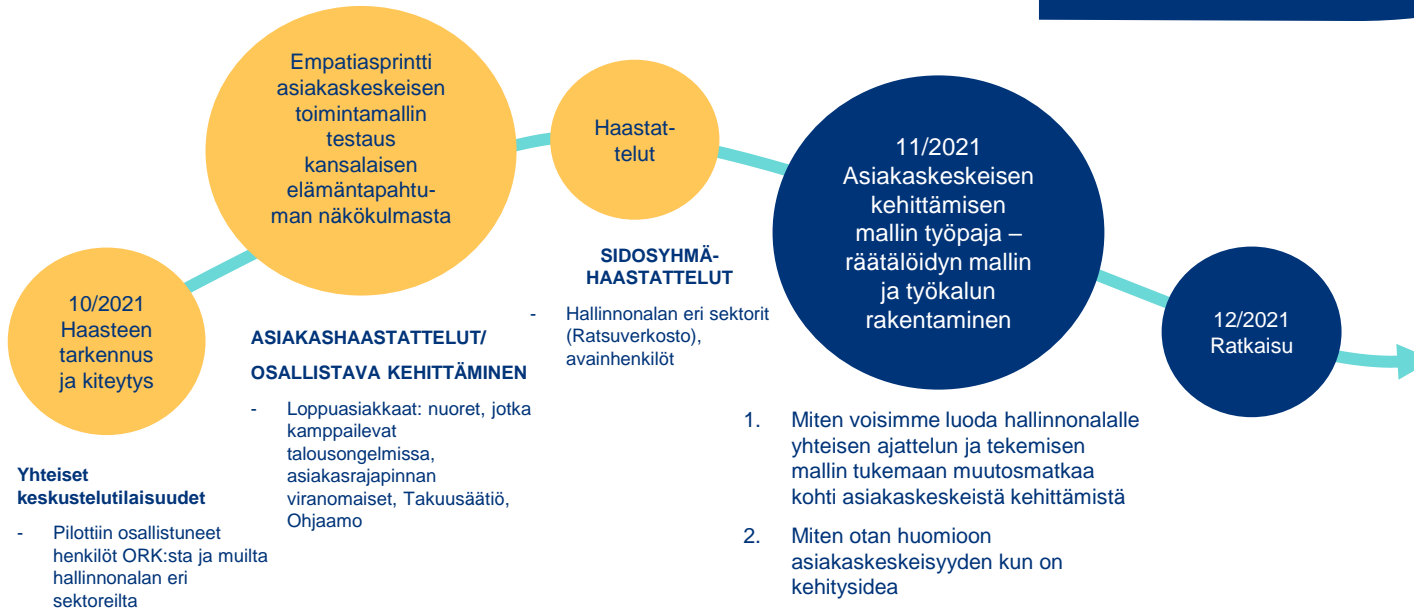 10/2021
Haasteen
tarkennus
ja kiteytys
Yhteiset
keskustelutilaisuudet
- Pilottiin osallistuneet
henkilöt ORK:sta ja muilta
hallinnonalan eri
sektoreilta
Empatiasprintti
asiakaskeskeisen
toimintamallin
testaus
kansalaisen
elämäntapahtu-
man näkökulmasta
ASIAKASHAASTATTELUT/
OSALLISTAVA KEHITTÄMINEN
- Loppuasiakkaat: nuoret, jotka
kamppailevat
talousongelmissa,
asiakasrajapinnan
viranomaiset, Takuusäätiö,
Ohjaamo
Haastat-
telut
SIDOSYHMÄ-
HAASTATTELUT
- Hallinnonalan eri sektorit
(Ratsuverkosto),
avainhenkilöt
11/2021
Asiakaskeskeisen
kehittämisen
mallin työpaja –
räätälöidyn mallin
ja työkalun
rakentaminen
1. Miten voisimme luoda hallinnonalalle
yhteisen ajattelun ja tekemisen
mallin tukemaan muutosmatkaa
kohti asiakaskeskeistä kehittämistä
2. Miten otan huomioon
asiakaskeskeisyyden kun on
kehitysidea
12/2021
Ratkaisu